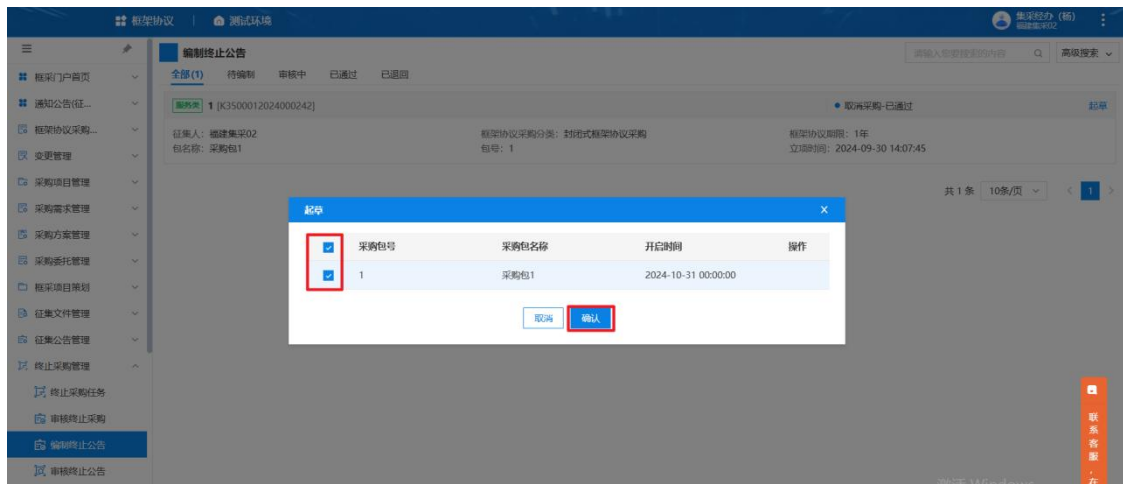 框架协议 | 测试环境
集采经办（杨）
福建集采02
框采门户首页
通知公告(征...
框架协议采购...
变更管理
采购项目管理
采购需求管理
采购方案管理
采购委托管理
框采项目策划
征集文件管理
征集公告管理
终止采购管理
终止采购任务
审核终止采购
编制终止公告
审核终止公告
编制终止公告
请输入您要搜索的内容
高级搜索
全部(1) 待编制 审核中 已通过 已退回
服务类 1 [K3500012024000242]
取消采购-已通过
起草
征集人：福建集采02 框架协议采购分类：封闭式框架协议采购 框架协议期限：1年
包名称：采购包1 包号：1 立项时间：2024-09-30 14:07:45
共 1 条 10条/页 < 1 >
起草 X
采购包号 采购包名称 开启时间 操作
1 采购包1 2024-10-31 00:00:00
取消 确认
联系客服
激活 Windows